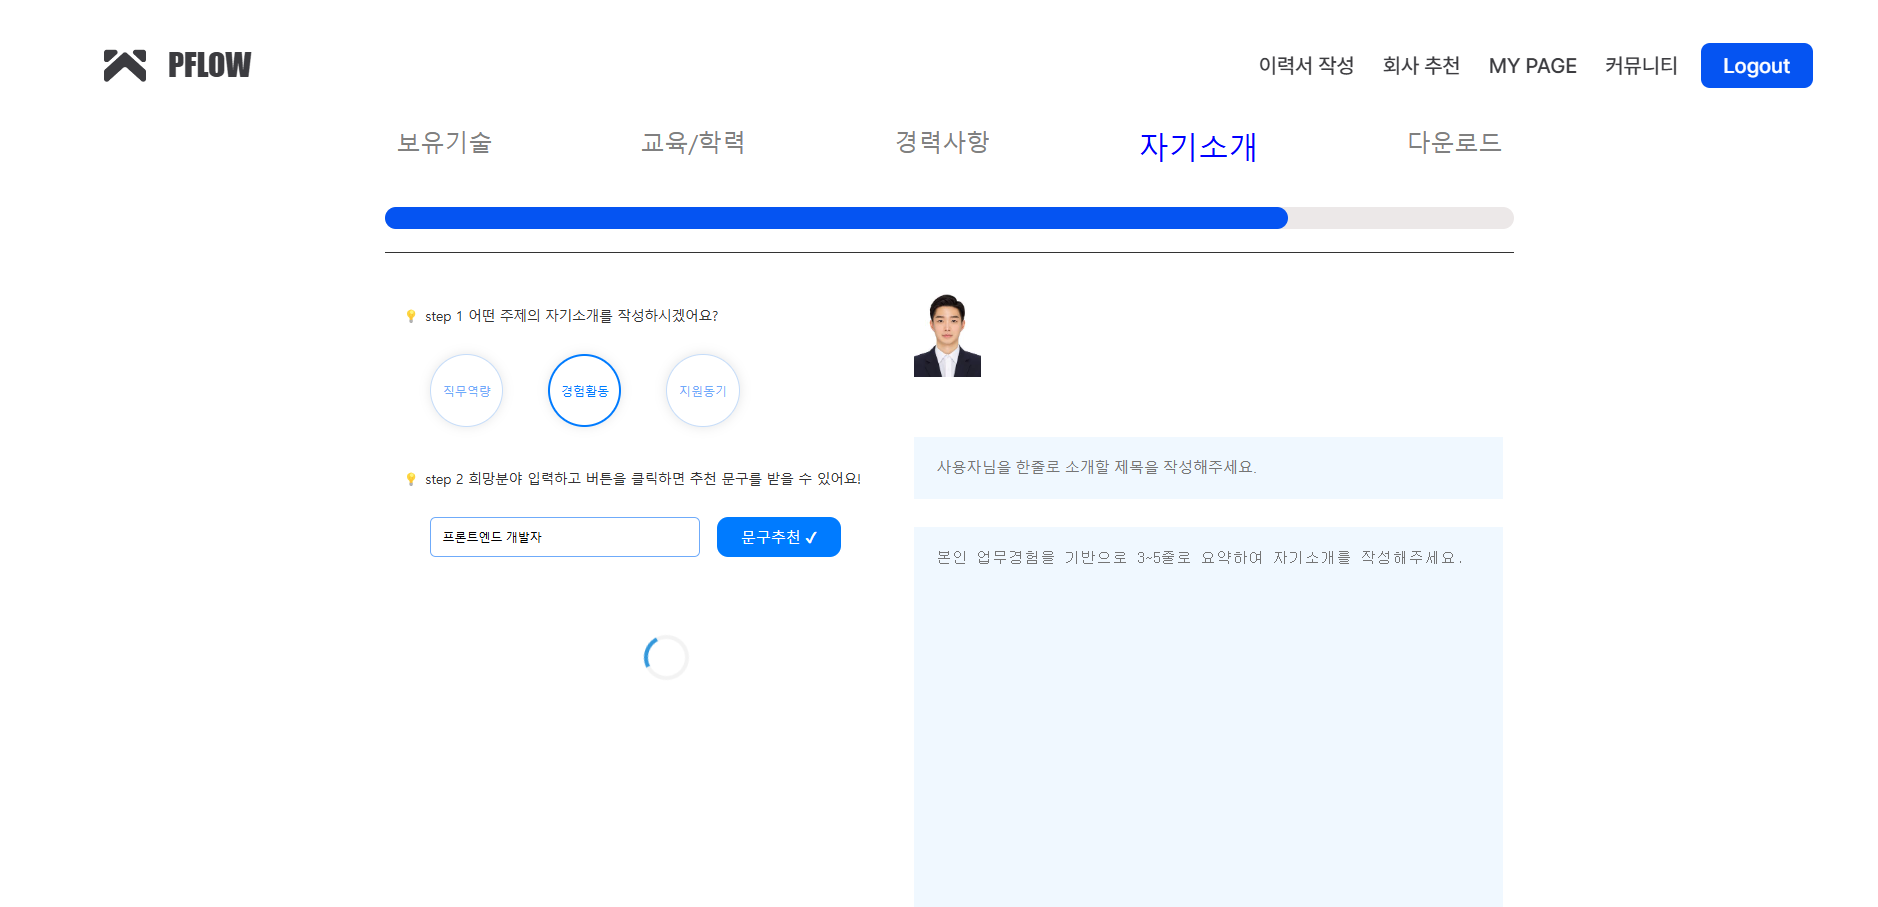 PFLOW
이력서 작성 회사 추천 MY PAGE 커뮤니티 Logout
보유기술 교육/학력 경력사항 자기소개 다운로드
step 1 어떤 주제의 자기소개를 작성하시겠어요?
직무역량 경험활동 지원동기
step 2 희망분야 입력하고 버튼을 클릭하면 추천 문구를 받을 수 있어요!
프론트엔드 개발자 문구추천 ✓
사용자님을 한줄로 소개할 제목을 작성해주세요.
본인 업무경험을 기반으로 3~5줄로 요약하여 자기소개를 작성해주세요.